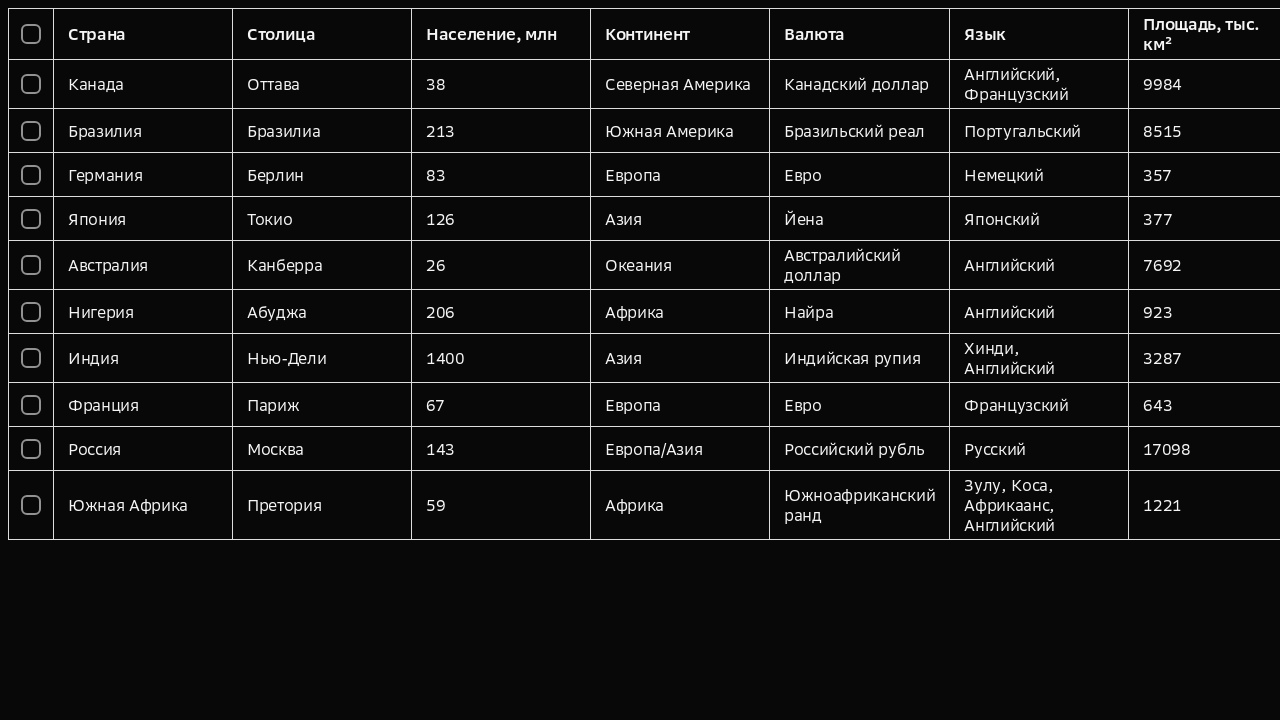 Страна Столица Население, млн Континент Валюта Язык Площадь, тыс. км²
Канада Оттава 38 Северная Америка Канадский доллар Английский, Французский 9984
Бразилия Бразилиа 213 Южная Америка Бразильский реал Португальский 8515
Германия Берлин 83 Европа Евро Немецкий 357
Япония Токио 126 Азия Йена Японский 377
Австралия Канберра 26 Океания Австралийский доллар Английский 7692
Нигерия Абуджа 206 Африка Найра Английский 923
Индия Нью-Дели 1400 Азия Индийская рупия Хинди, Английский 3287
Франция Париж 67 Европа Евро Французский 643
Россия Москва 143 Европа/Азия Российский рубль Русский 17098
Южная Африка Претория 59 Африка Южноафриканский ранд Зулу, Коса, Африкаанс, Английский 1221